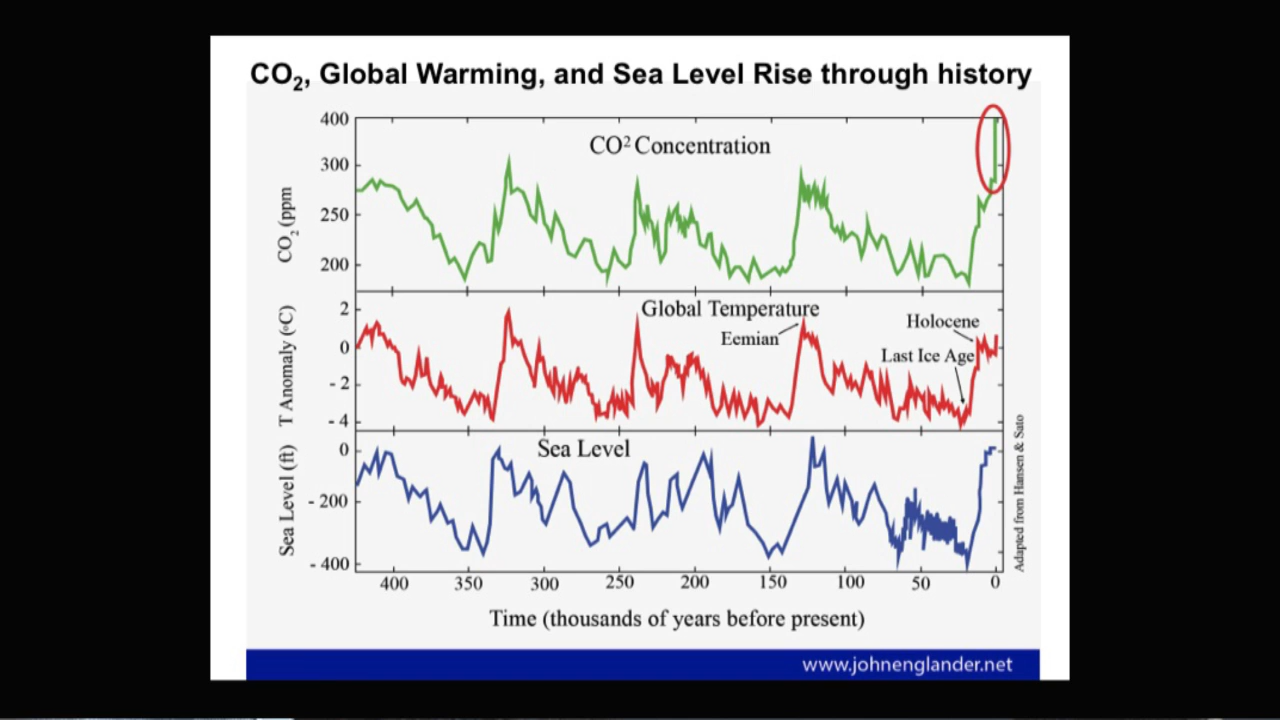 CO₂, Global Warming, and Sea Level Rise through history
400
300
250
200
CO₂ (ppm
CO² Concentration
2
0
- 2
- 4
T Anomaly (◦C)
Global Temperature
Eemian
Holocene
Last Ice Age
0
- 200
- 400
Sea Level (ft)
Sea Level
Adapted from Hansen & Sato
400 350 300 250 200 150 100 50 0
Time (thousands of years before present)
www.johnenglander.net